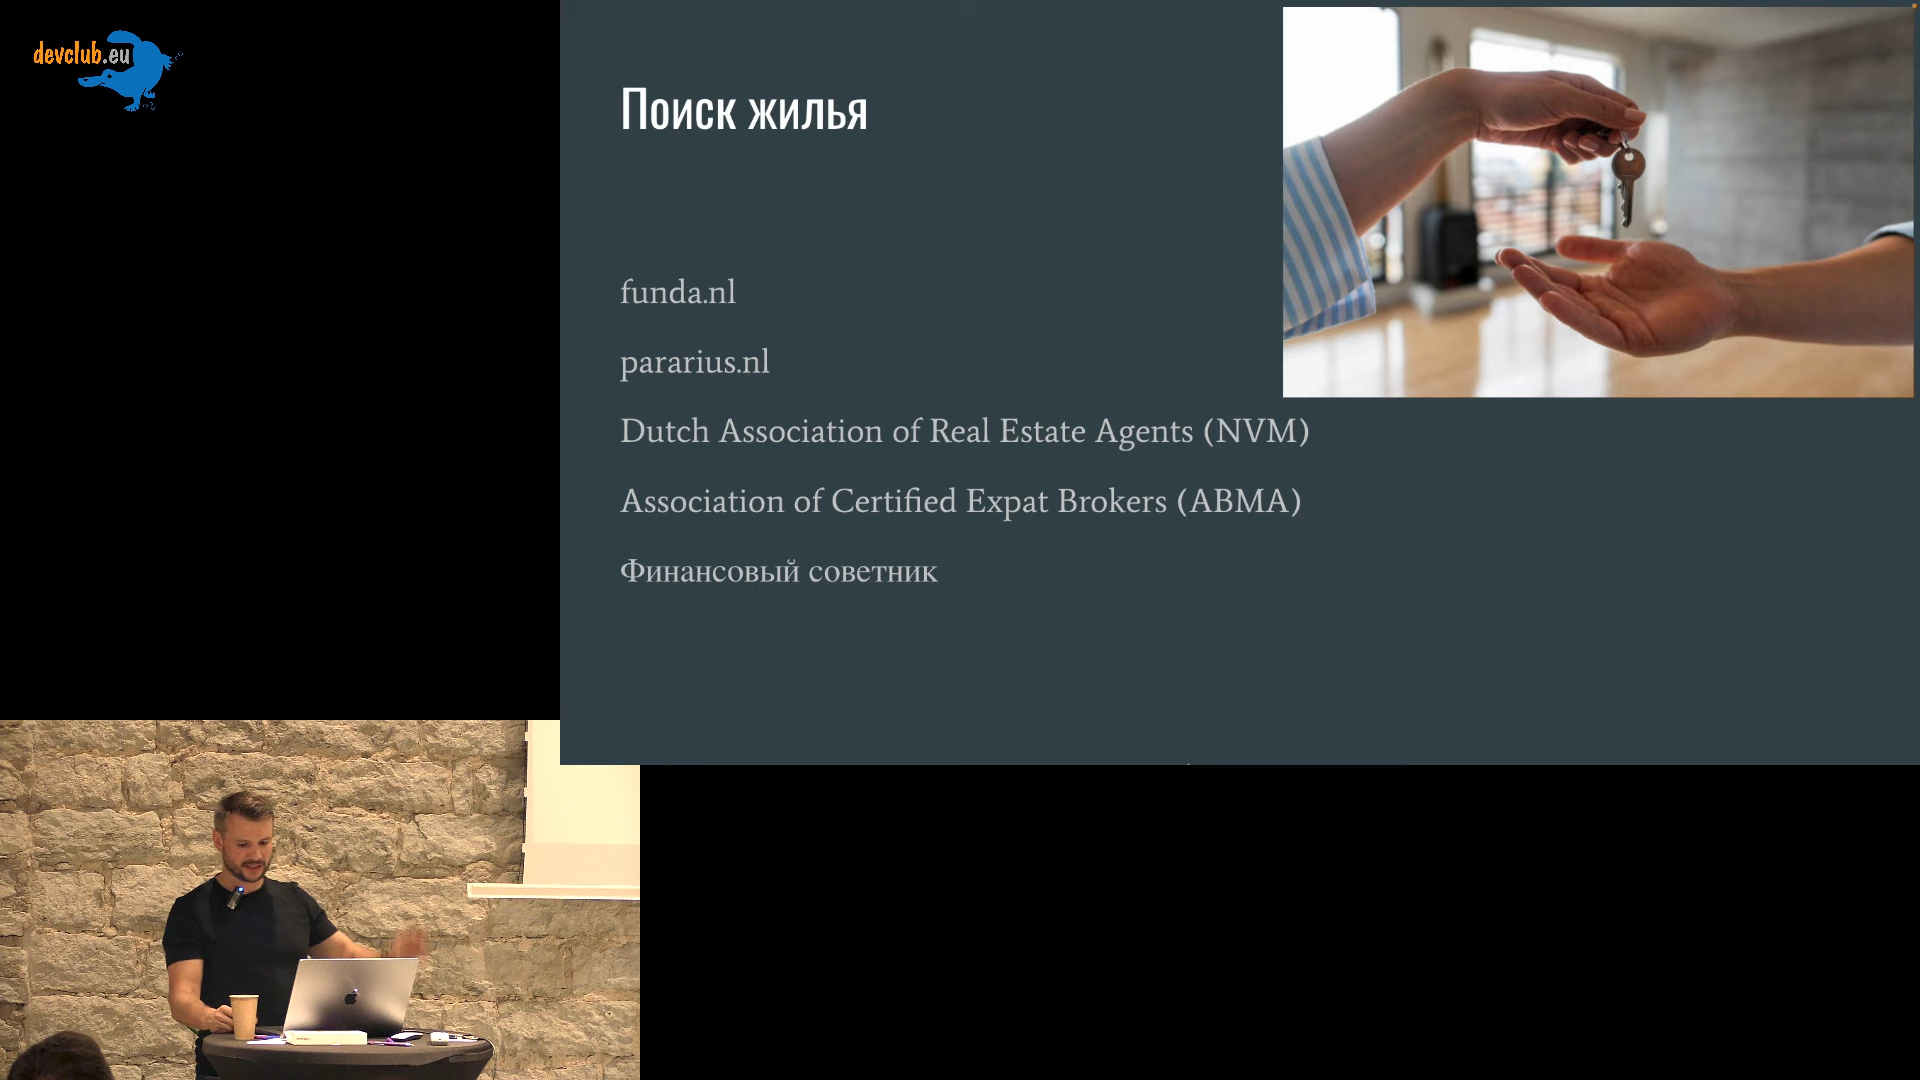 devclub.eu
Поиск жилья
funda.nl
pararius.nl
Dutch Association of Real Estate Agents (NVM)
Association of Certified Expat Brokers (ABMA)
Финансовый советник